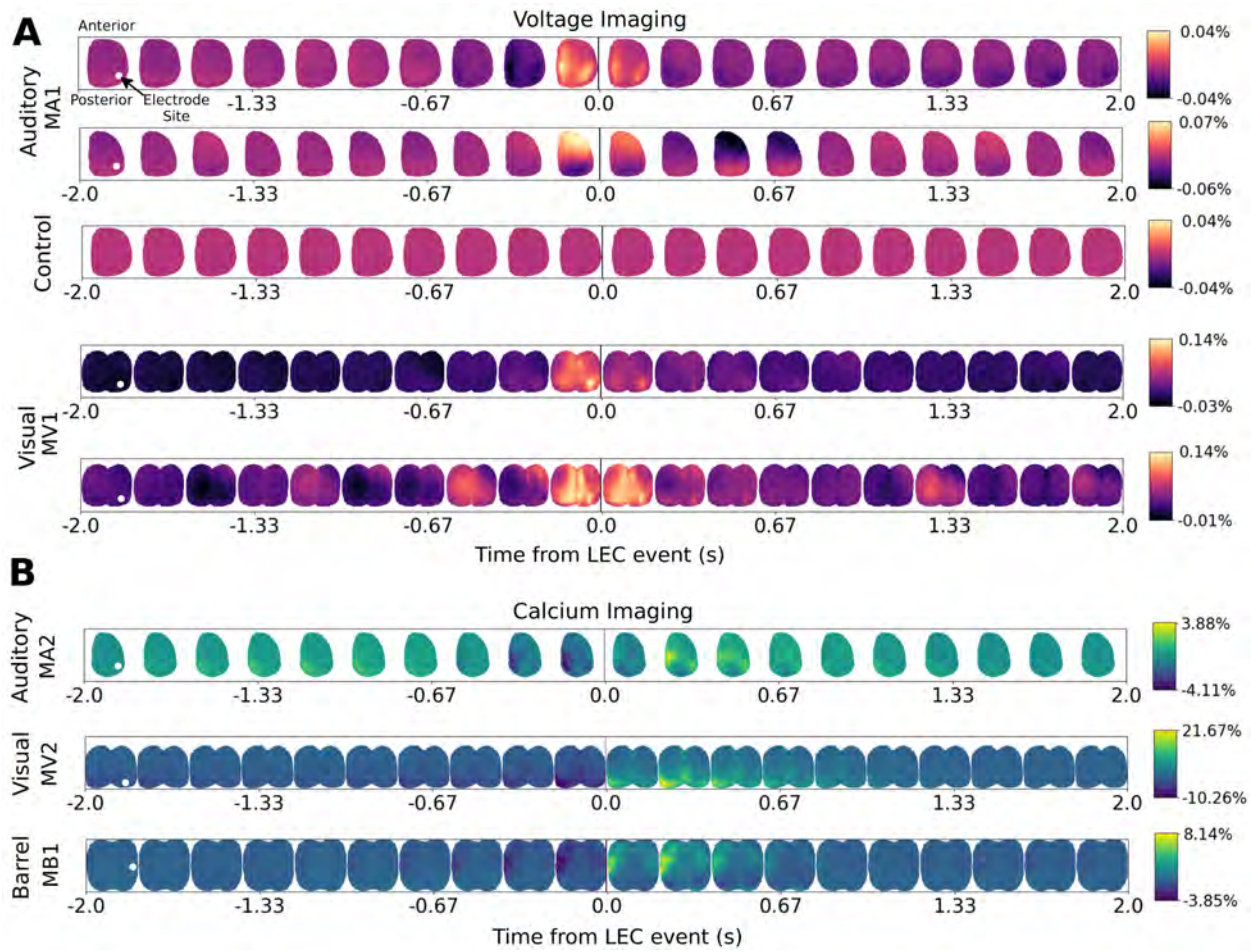 A
Voltage Imaging
Anterior
Posterior
Electrode
Site
Auditory
MA1
-1.33 -0.67 0.0 0.67 1.33 2.0
0.04%
-0.04%
-2.0 -1.33 -0.67 0.0 0.67 1.33 2.0
0.07%
-0.06%
Control
-2.0 -1.33 -0.67 0.0 0.67 1.33 2.0
0.04%
-0.04%
Visual
MV1
-2.0 -1.33 -0.67 0.0 0.67 1.33 2.0
0.14%
-0.03%
-2.0 -1.33 -0.67 0.0 0.67 1.33 2.0
0.14%
-0.01%
Time from LEC event (s)
B
Calcium Imaging
Auditory
MA2
-2.0 -1.33 -0.67 0.0 0.67 1.33 2.0
3.88%
-4.11%
Visual
MV2
-2.0 -1.33 -0.67 0.0 0.67 1.33 2.0
21.67%
-10.26%
Barrel
MB1
-2.0 -1.33 -0.67 0.0 0.67 1.33 2.0
8.14%
-3.85%
Time from LEC event (s)